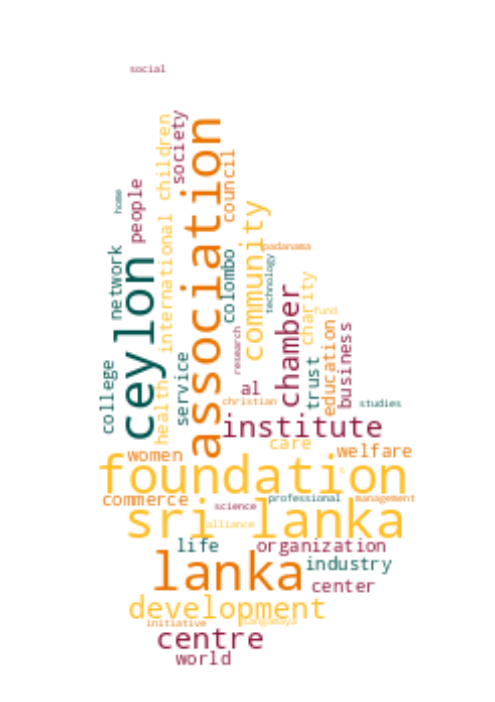 social
children
society
association
council
home
people
community
padanama
network
ceylon
international
colombo
technology
chamber
charity
fund
education
business
research
service
trust
college
health
al
christian
studies
institute
women
care
welfare
foundation
commerce
professional
management
science
sri lanka
alliance
life
organization
lanka
industry
center
development
initiative
centre
world